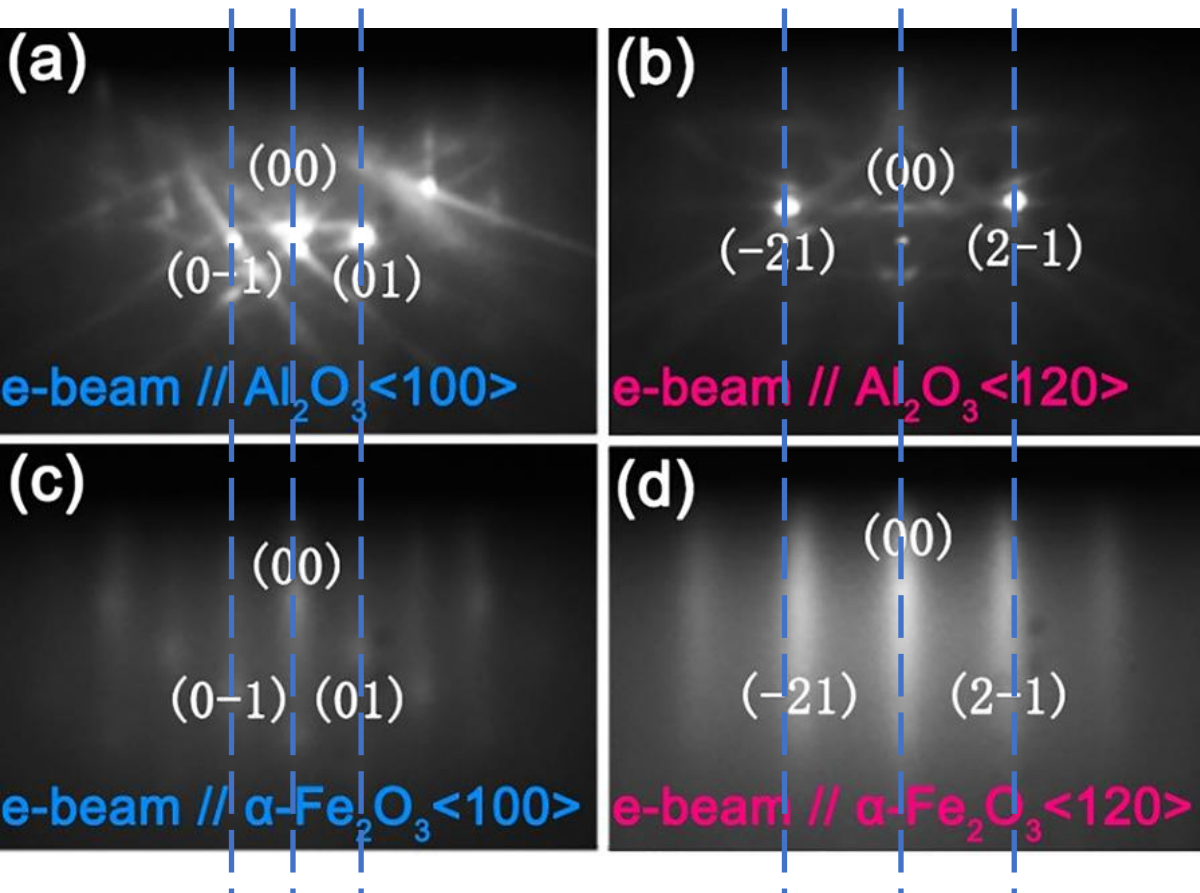 (a)
(00)
(0-1) (01)
e-beam // Al2O3<100>
(b)
(00)
(-21) (2-1)
e-beam // Al2O3<120>
(c)
(00)
(0-1) (01)
e-beam // α-Fe2O3<100>
(d)
(00)
(-21) (2-1)
e-beam // α-Fe2O3<120>